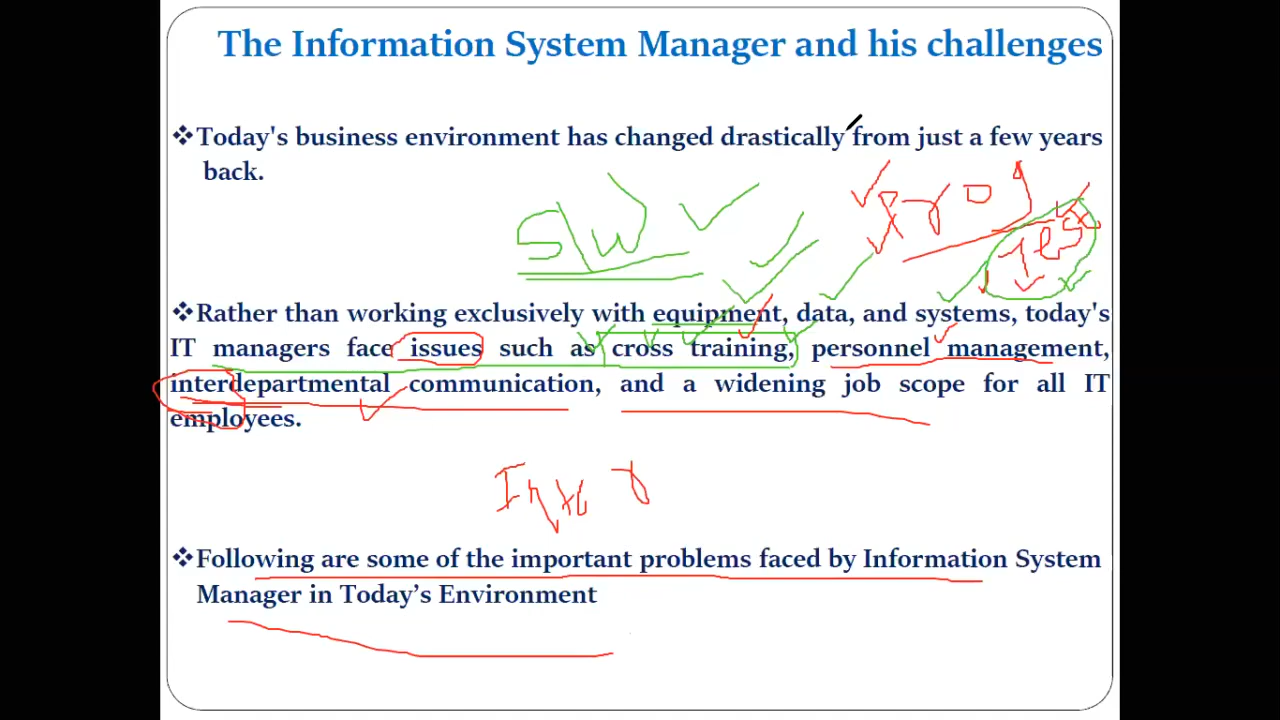 The Information System Manager and his challenges
❖Today's business environment has changed drastically from just a few years
back.
S/W
❖Rather than working exclusively with equipment, data, and systems, today's
IT managers face issues such as cross training, personnel management,
interdepartmental communication, and a widening job scope for all IT
employees.
❖Following are some of the important problems faced by Information System
Manager in Today's Environment